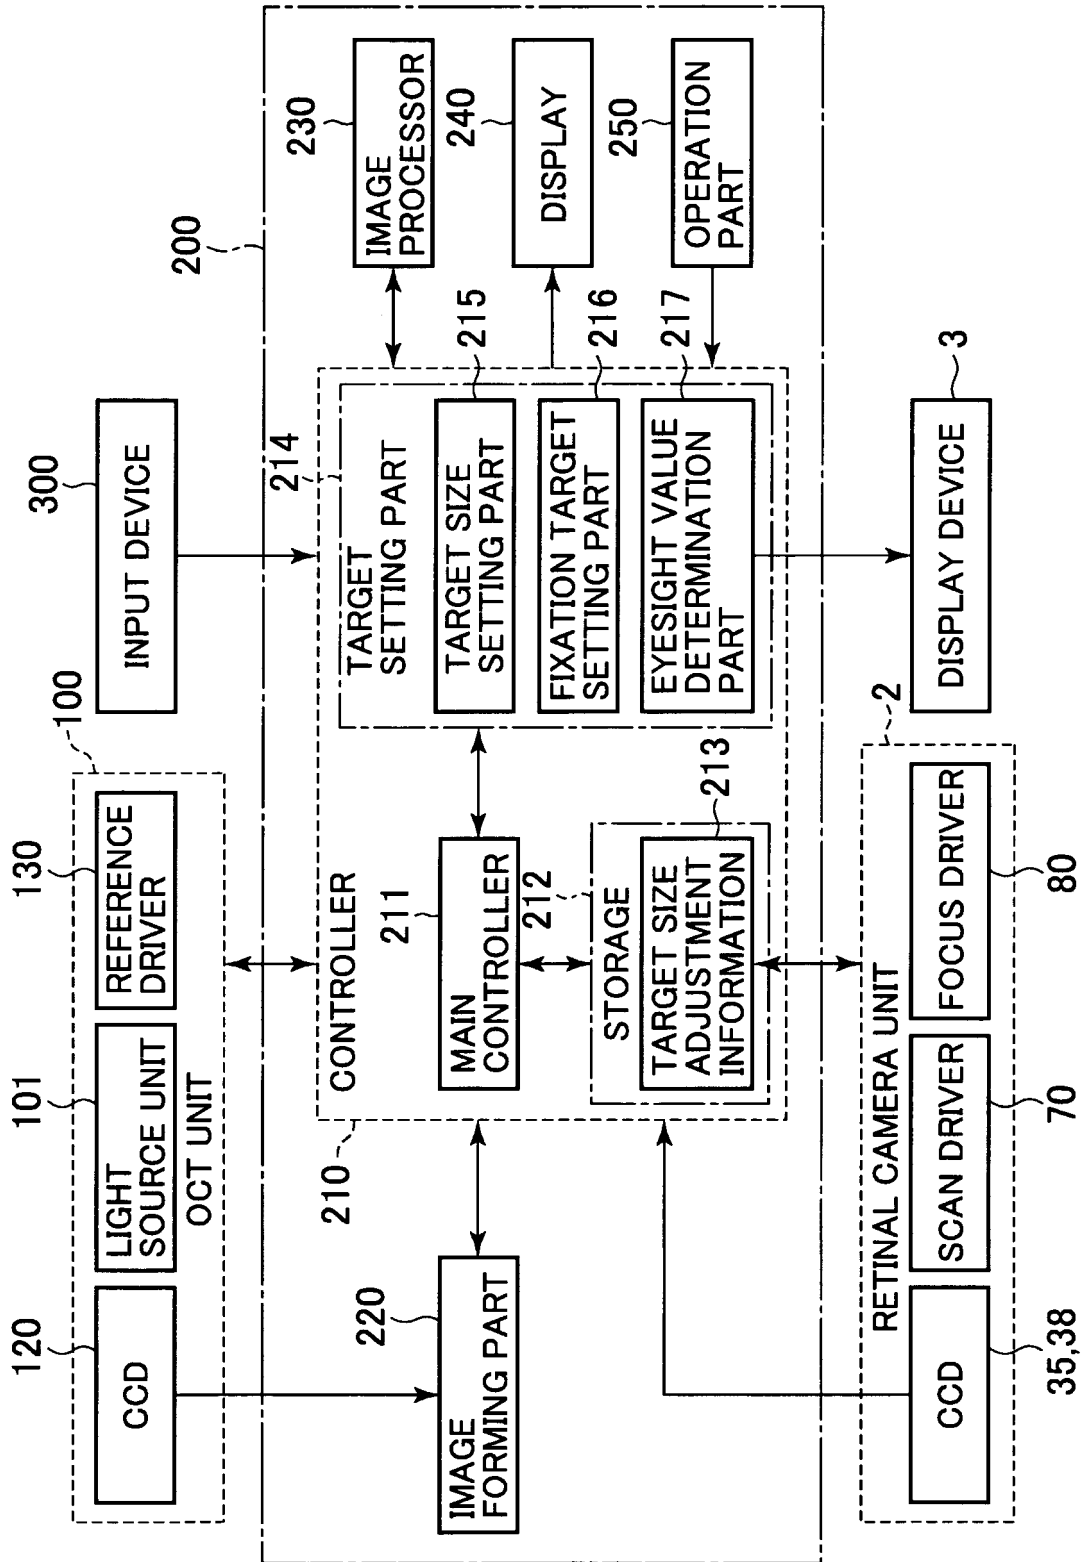 120
CCD
101
LIGHT
SOURCE UNIT
130
REFERENCE
DRIVER
OCT UNIT
100
300
INPUT DEVICE
200
220
IMAGE
FORMING PART
210
CONTROLLER
211
MAIN
CONTROLLER
212
STORAGE
213
TARGET SIZE
ADJUSTMENT
INFORMATION
214
TARGET
SETTING PART
215
TARGET SIZE
SETTING PART
216
FIXATION TARGET
SETTING PART
217
EYESIGHT VALUE
DETERMINATION
PART
230
IMAGE
PROCESSOR
240
DISPLAY
250
OPERATION
PART
RETINAL CAMERA UNIT
2
CCD
35,38
SCAN DRIVER
70
FOCUS DRIVER
80
3
DISPLAY DEVICE